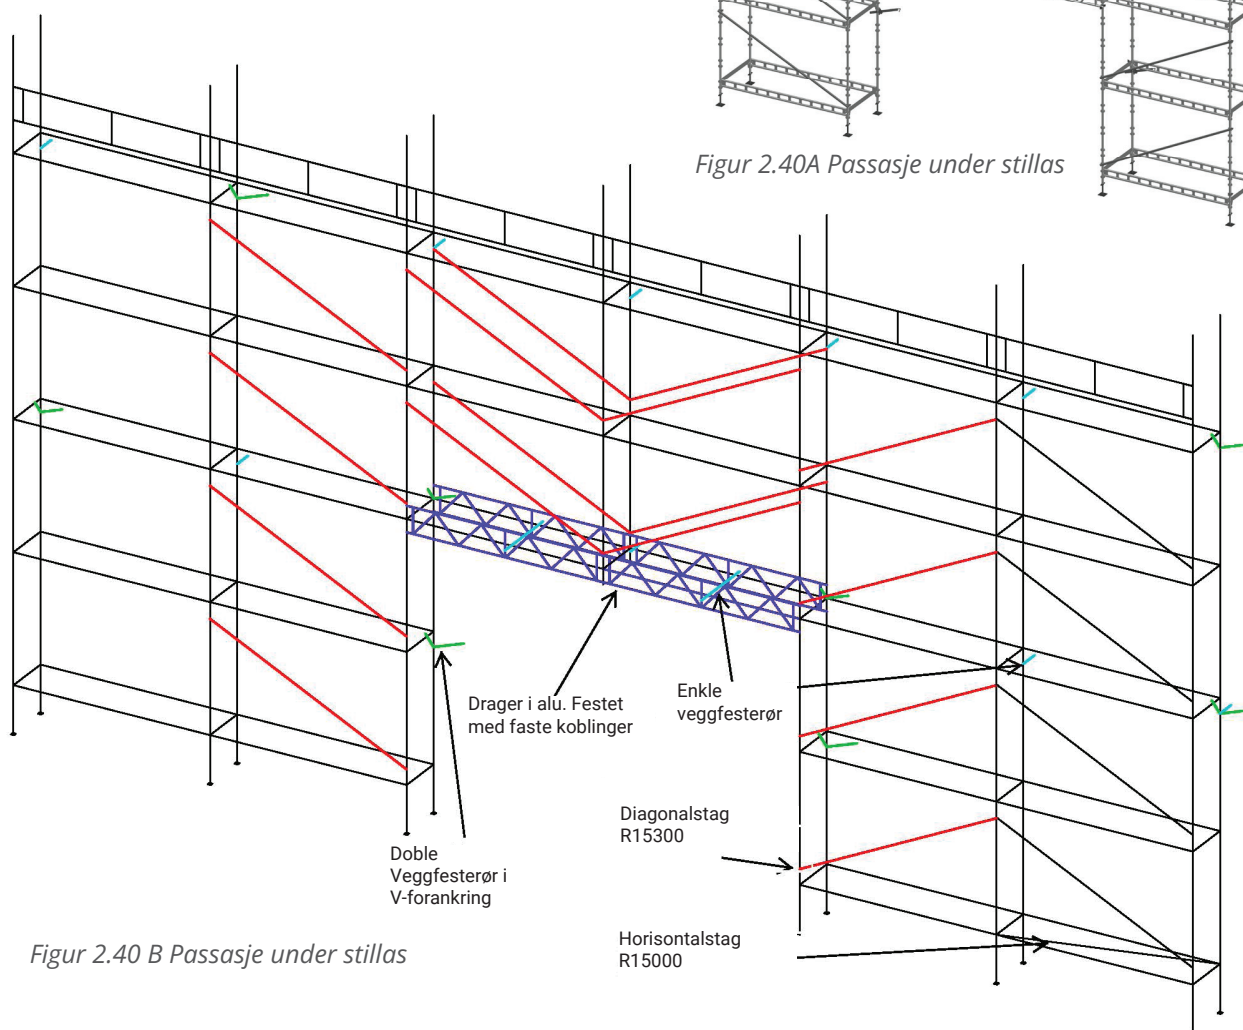 Figur 2.40A Passasje under stillas
Drager i alu. Festet
med faste koblinger
Enkle
veggfesterør
Doble
Veggfesterør i
V-forankring
Diagonalstag
R15300
Horisontalstag
R15000
Figur 2.40 B Passasje under stillas